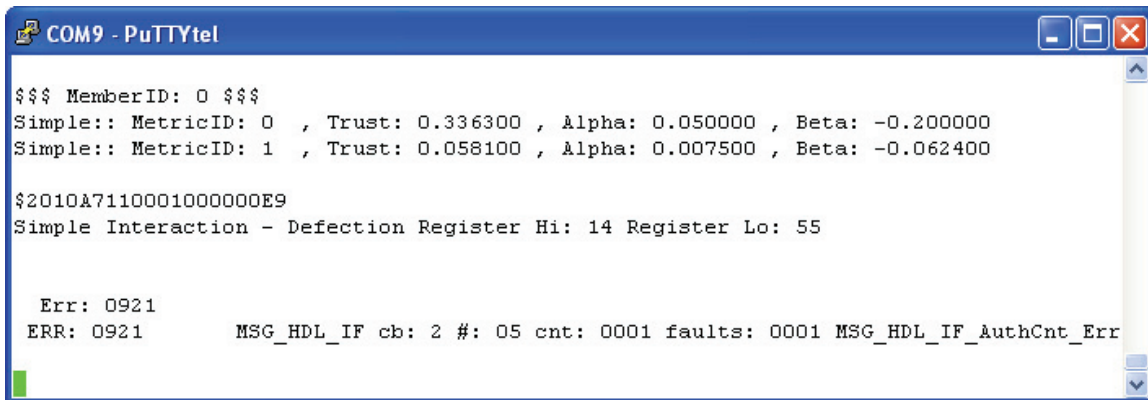 COM9 - PuTTYtel
$$$ MemberID: 0 $$$
Simple:: MetricID: 0 , Trust: 0.336300 , Alpha: 0.050000 , Beta: -0.200000
Simple:: MetricID: 1 , Trust: 0.058100 , Alpha: 0.007500 , Beta: -0.062400
$2010A7110001000000E9
Simple Interaction - Defection Register Hi: 14 Register Lo: 55
Err: 0921
ERR: 0921 MSG_HDL_IF cb: 2 #: 05 cnt: 0001 faults: 0001 MSG_HDL_IF_AuthCnt_Err